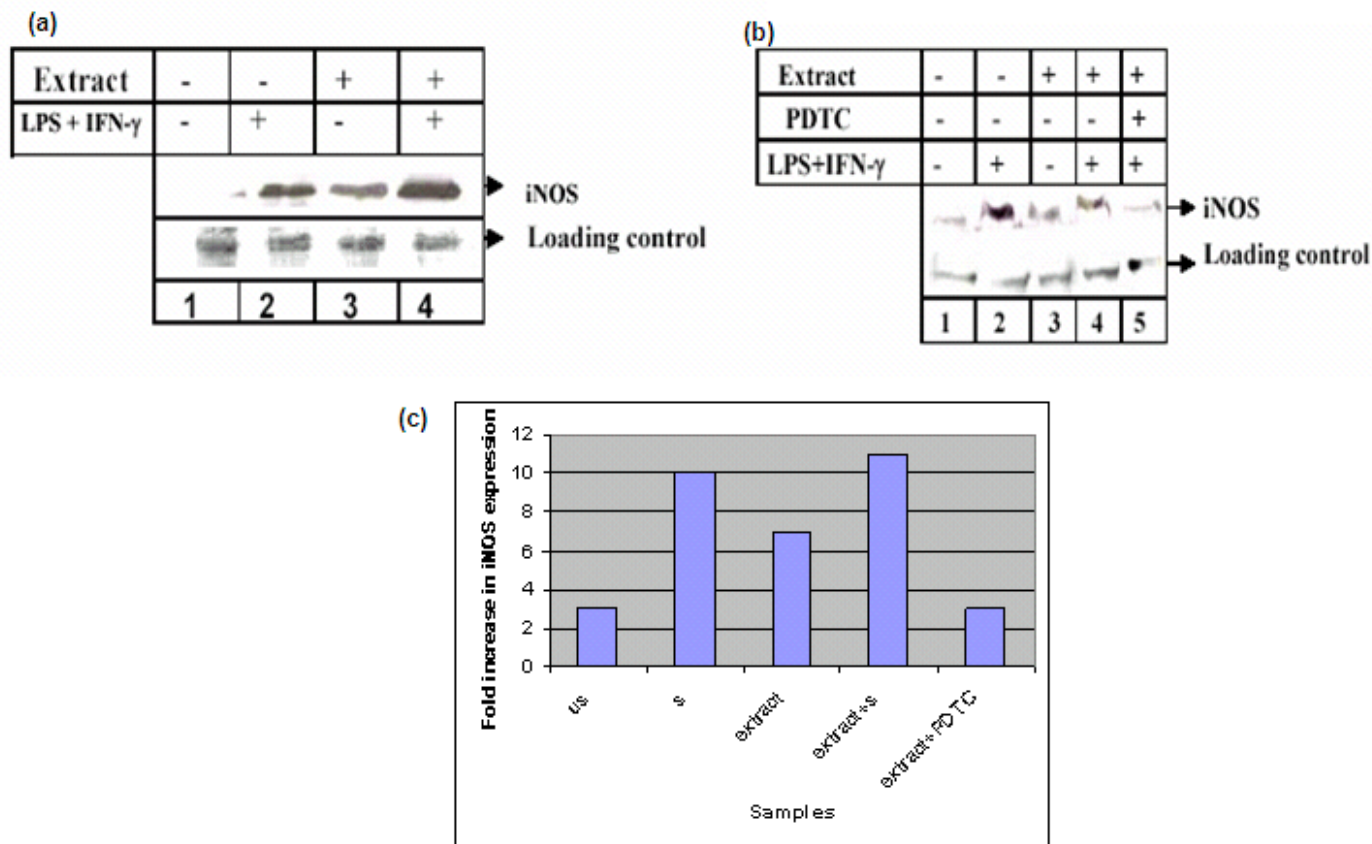 (a)
Extract - - + +
LPS + IFN-γ - + - +
iNOS
Loading control
1 2 3 4
(b)
Extract - - + + +
PDTC - - - - +
LPS+IFN-γ - + - + +
iNOS
Loading control
1 2 3 4 5
(c)
Fold increase in iNOS expression
12
10
8
6
4
2
0
us s extract extract+s extract+PDTC
Samples